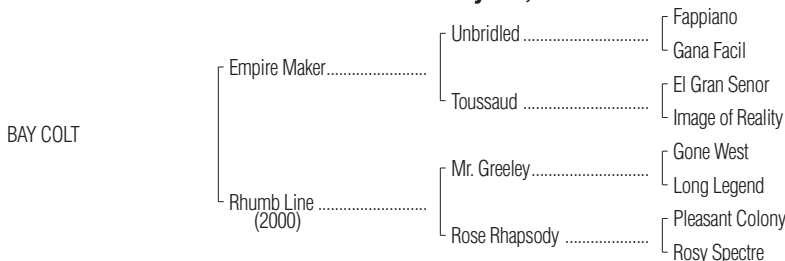 Fappiano
Unbridled
Gana Facil
Empire Maker
El Gran Senor
Toussaud
Image of Reality
BAY COLT
Gone West
Mr. Greeley
Long Legend
Rhumb Line
(2000)
Pleasant Colony
Rose Rhapsody
Rosy Spectre